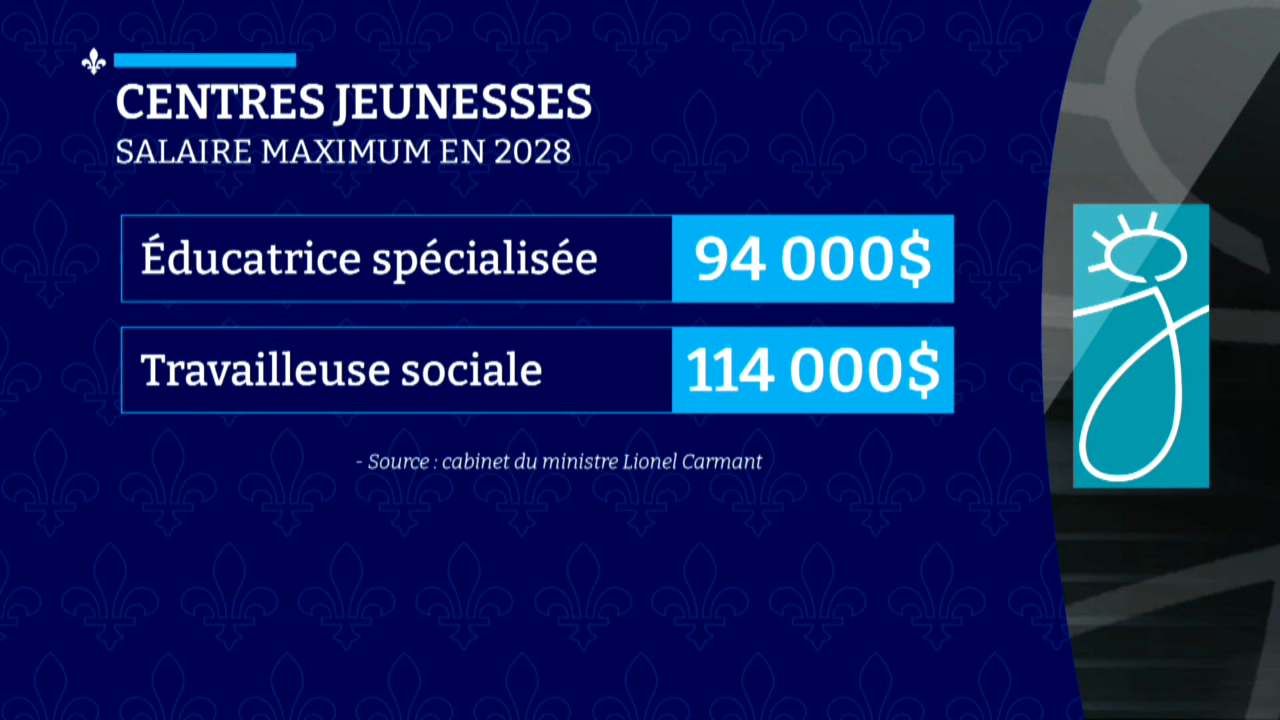 CENTRES JEUNESSES
SALAIRE MAXIMUM EN 2028
Éducatrice spécialisée 94 000$
Travailleuse sociale 114 000$
- Source : cabinet du ministre Lionel Carmant